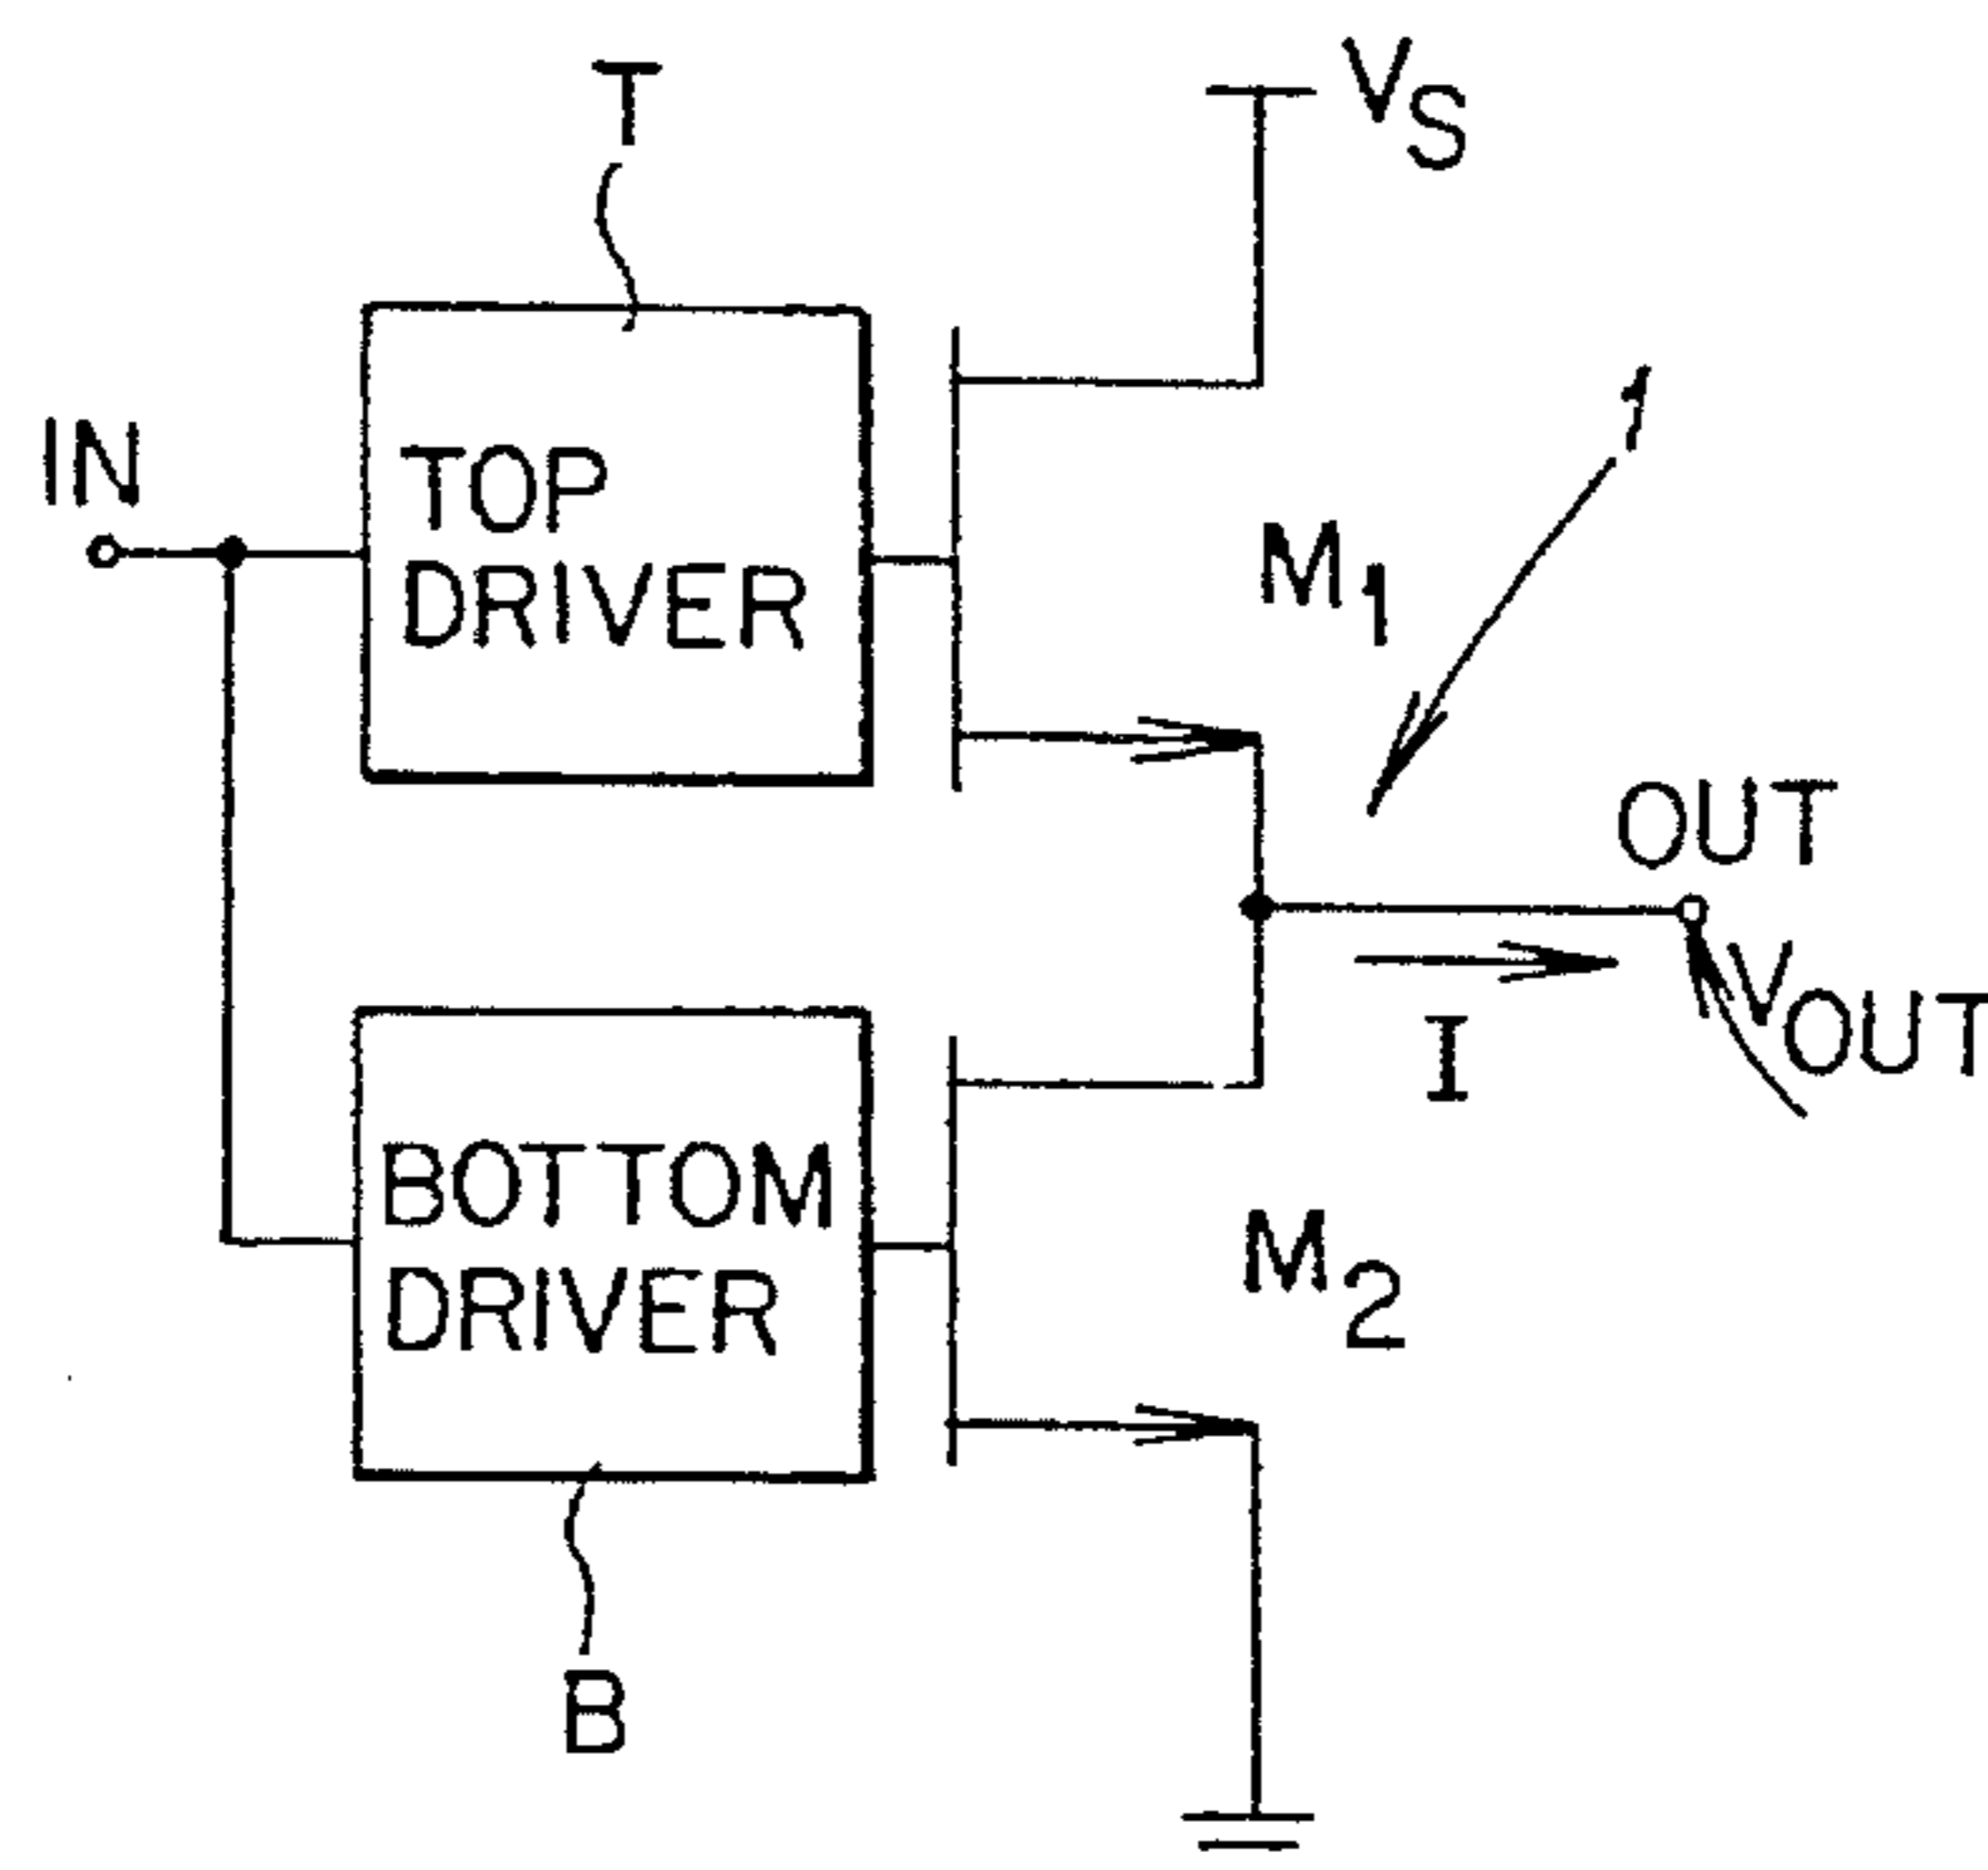 T
V_S
IN
TOP
DRIVER
M_1
1
OUT
V_OUT
I
BOTTOM
DRIVER
M_2
B